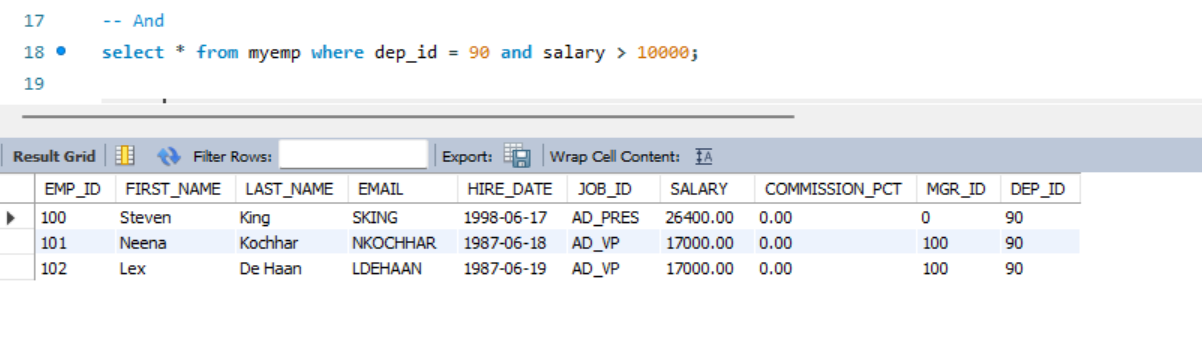 17 -- And
18 select * from myemp where dep_id = 90 and salary > 10000;
19
Result Grid Filter Rows: Export: Wrap Cell Content: IA
EMP_ID FIRST_NAME LAST_NAME EMAIL HIRE_DATE JOB_ID SALARY COMMISSION_PCT MGR_ID DEP_ID
100 Steven King SKING 1998-06-17 AD_PRES 26400.00 0.00 0 90
101 Neena Kochhar NKOCHHAR 1987-06-18 AD_VP 17000.00 0.00 100 90
102 Lex De Haan LDEHAAN 1987-06-19 AD_VP 17000.00 0.00 100 90